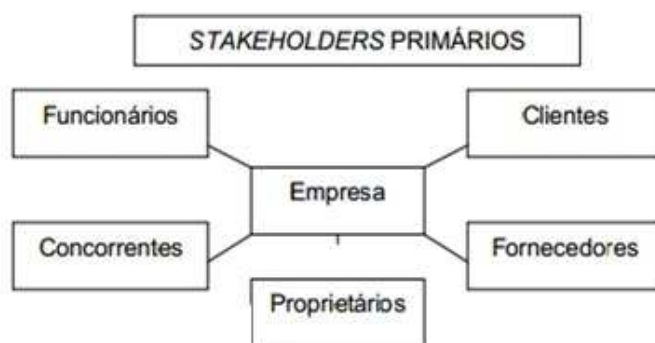 STAKEHOLDERS PRIMÁRIOS
Funcionários
Clientes
Empresa
Concorrentes
Fornecedores
Proprietários